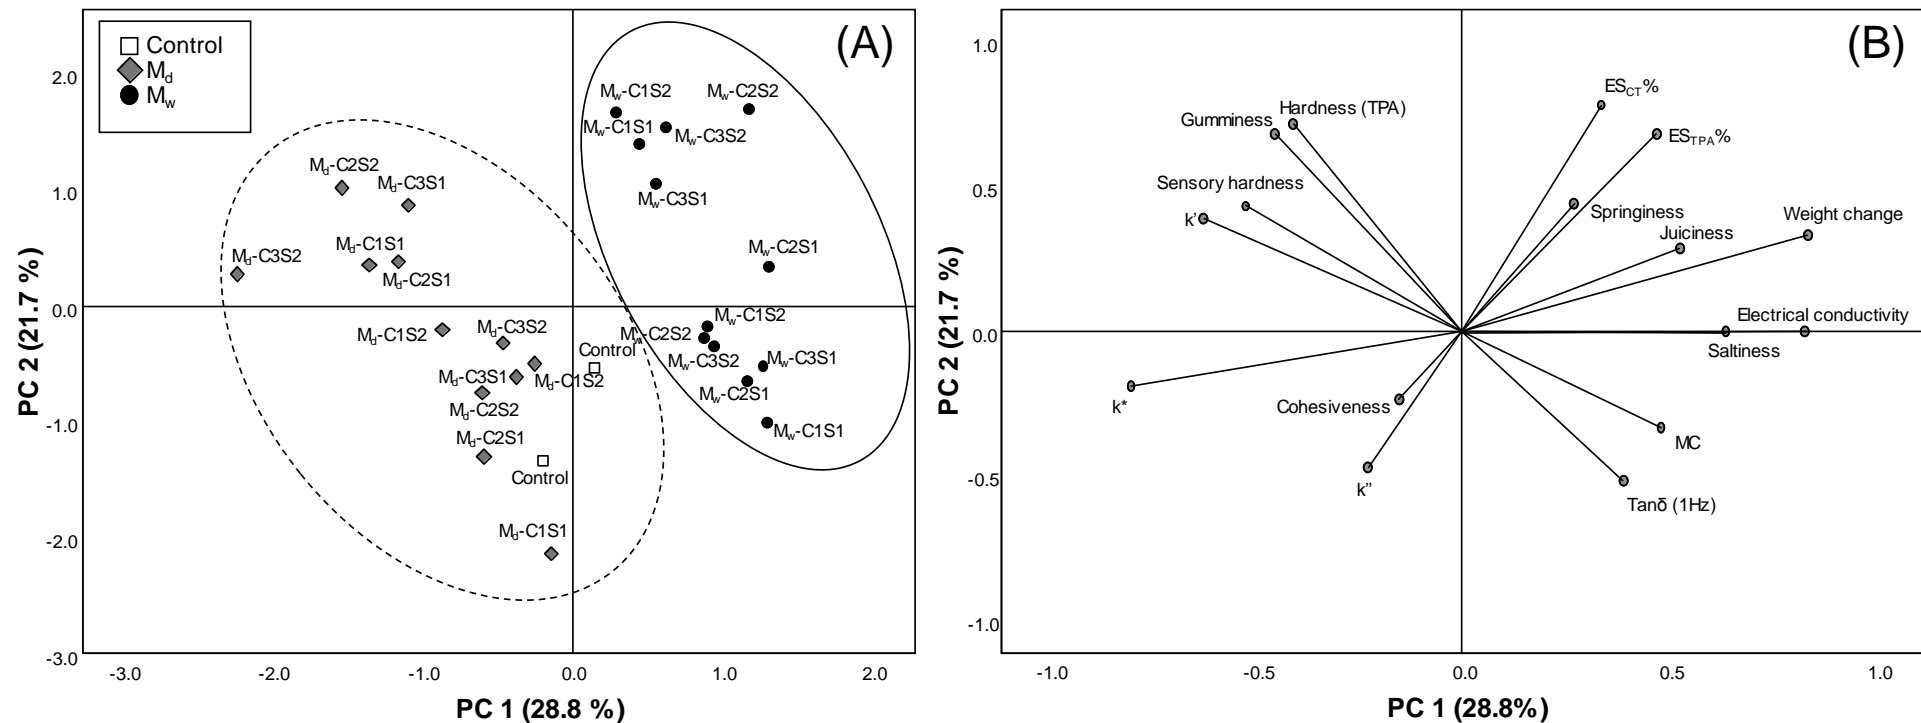 (A)
Control
M_d
M_w
2.0
1.0
0.0
-1.0
-2.0
-3.0
PC 2 (21.7 %)
M_w-C1S2
M_w-C2S2
M_w-C1S1
M_w-C3S2
M_w-C3S1
M_d-C2S2
M_d-C3S1
M_d-C1S1
M_d-C3S2
M_d-C2S1
M_w-C2S1
M_d-C1S2
M_d-C3S2
M_w-C1S2
M_w-C2S2
Control
M_w-C3S2
M_w-C3S1
M_d-C3S1
M_d-C1S2
M_w-C2S1
M_d-C2S2
M_w-C1S1
M_d-C2S1
Control
M_d-C1S1
-3.0 -2.0 -1.0 0.0 1.0 2.0
PC 1 (28.8 %)
(B)
1.0
0.5
0.0
-0.5
-1.0
PC 2 (21.7 %)
ES_CT%
Hardness (TPA)
Gumminess
ES_TPA%
Sensory hardness
k'
Springiness
Weight change
Juiciness
Electrical conductivity
Saltiness
k*
Cohesiveness
MC
k"
Tanδ (1Hz)
-1.0 -0.5 0.0 0.5 1.0
PC 1 (28.8%)